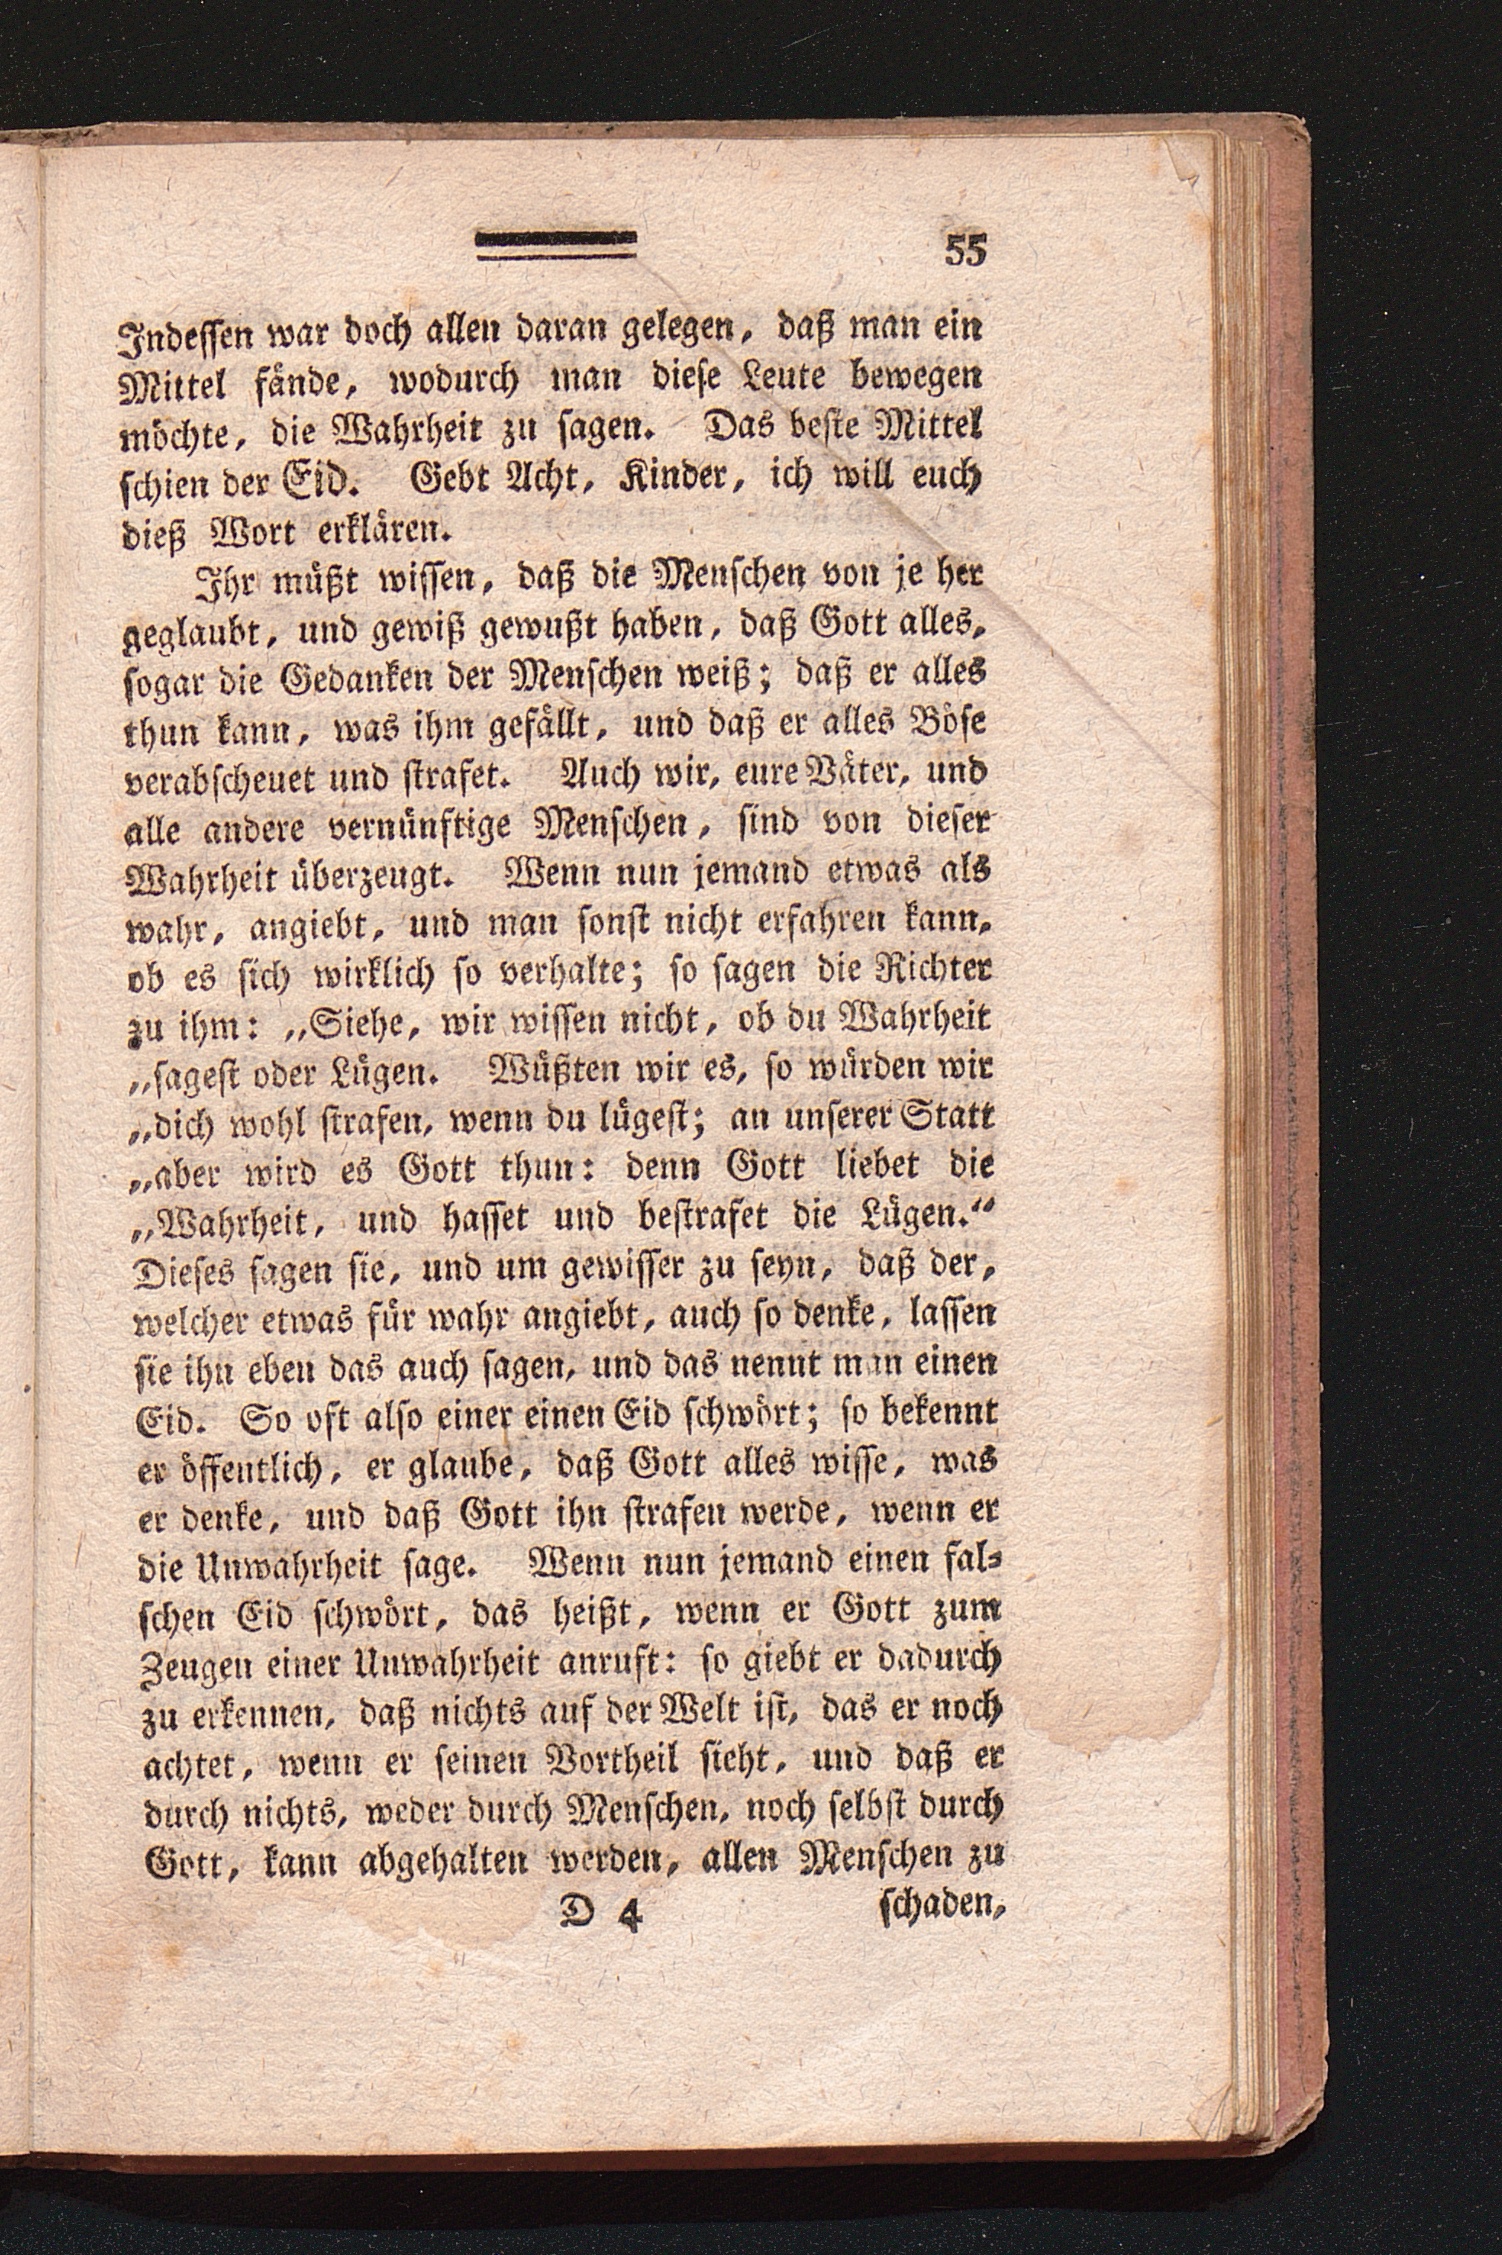 55
Indessen war doch allen daran gelegen, daß man ein
Mittel fände, wodurch man diese Leute bewegen
möchte, die Wahrheit zu sagen. Das beste Mittel
schien der Eid. Gebt Acht, Kinder, ich will euch
dieß Wort erklären.
Ihr müßt wissen, daß die Menschen von je her
geglaubt, und gewiß gewußt haben, daß Gott alles,
sogar die Gedanken der Menschen weiß; daß er alles
thun kann, was ihm gefällt, und daß er alles Böse
verabscheuet und strafet. Auch wir, eure Väter, und
alle andere vernünftige Menschen, sind von dieser
Wahrheit überzeugt. Wenn nun jemand etwas als
wahr, angiebt, und man sonst nicht erfahren kann,
ob es sich wirklich so verhalte; so sagen die Richter
zu ihm: „Siehe, wir wissen nicht, ob du Wahrheit
„sagest oder Lügen. Wüßten wir es, so würden wir
„dich wohl strafen, wenn du lügest; an unserer Statt
„aber wird es Gott thun: denn Gott liebet die
„Wahrheit, und hasset und bestrafet die Lügen.“
Dieses sagen sie, und um gewisser zu seyn, daß der,
welcher etwas für wahr angiebt, auch so denke, lassen
sie ihn eben das auch sagen, und das nennt man einen
Eid. So oft also einer einen Eid schwört; so bekennt
er öffentlich, er glaube, daß Gott alles wisse, was
er denke, und daß Gott ihn strafen werde, wenn er
die Unwahrheit sage. Wenn nun jemand einen fal-
schen Eid schwört, das heißt, wenn er Gott zum
Zeugen einer Unwahrheit anruft: so giebt er dadurch
zu erkennen, daß nichts auf der Welt ist, das er noch
achtet, wenn er seinen Vortheil sieht, und daß er
durch nichts, weder durch Menschen, noch selbst durch
Gott, kann abgehalten werden, allen Menschen zu
D 4 schaden,